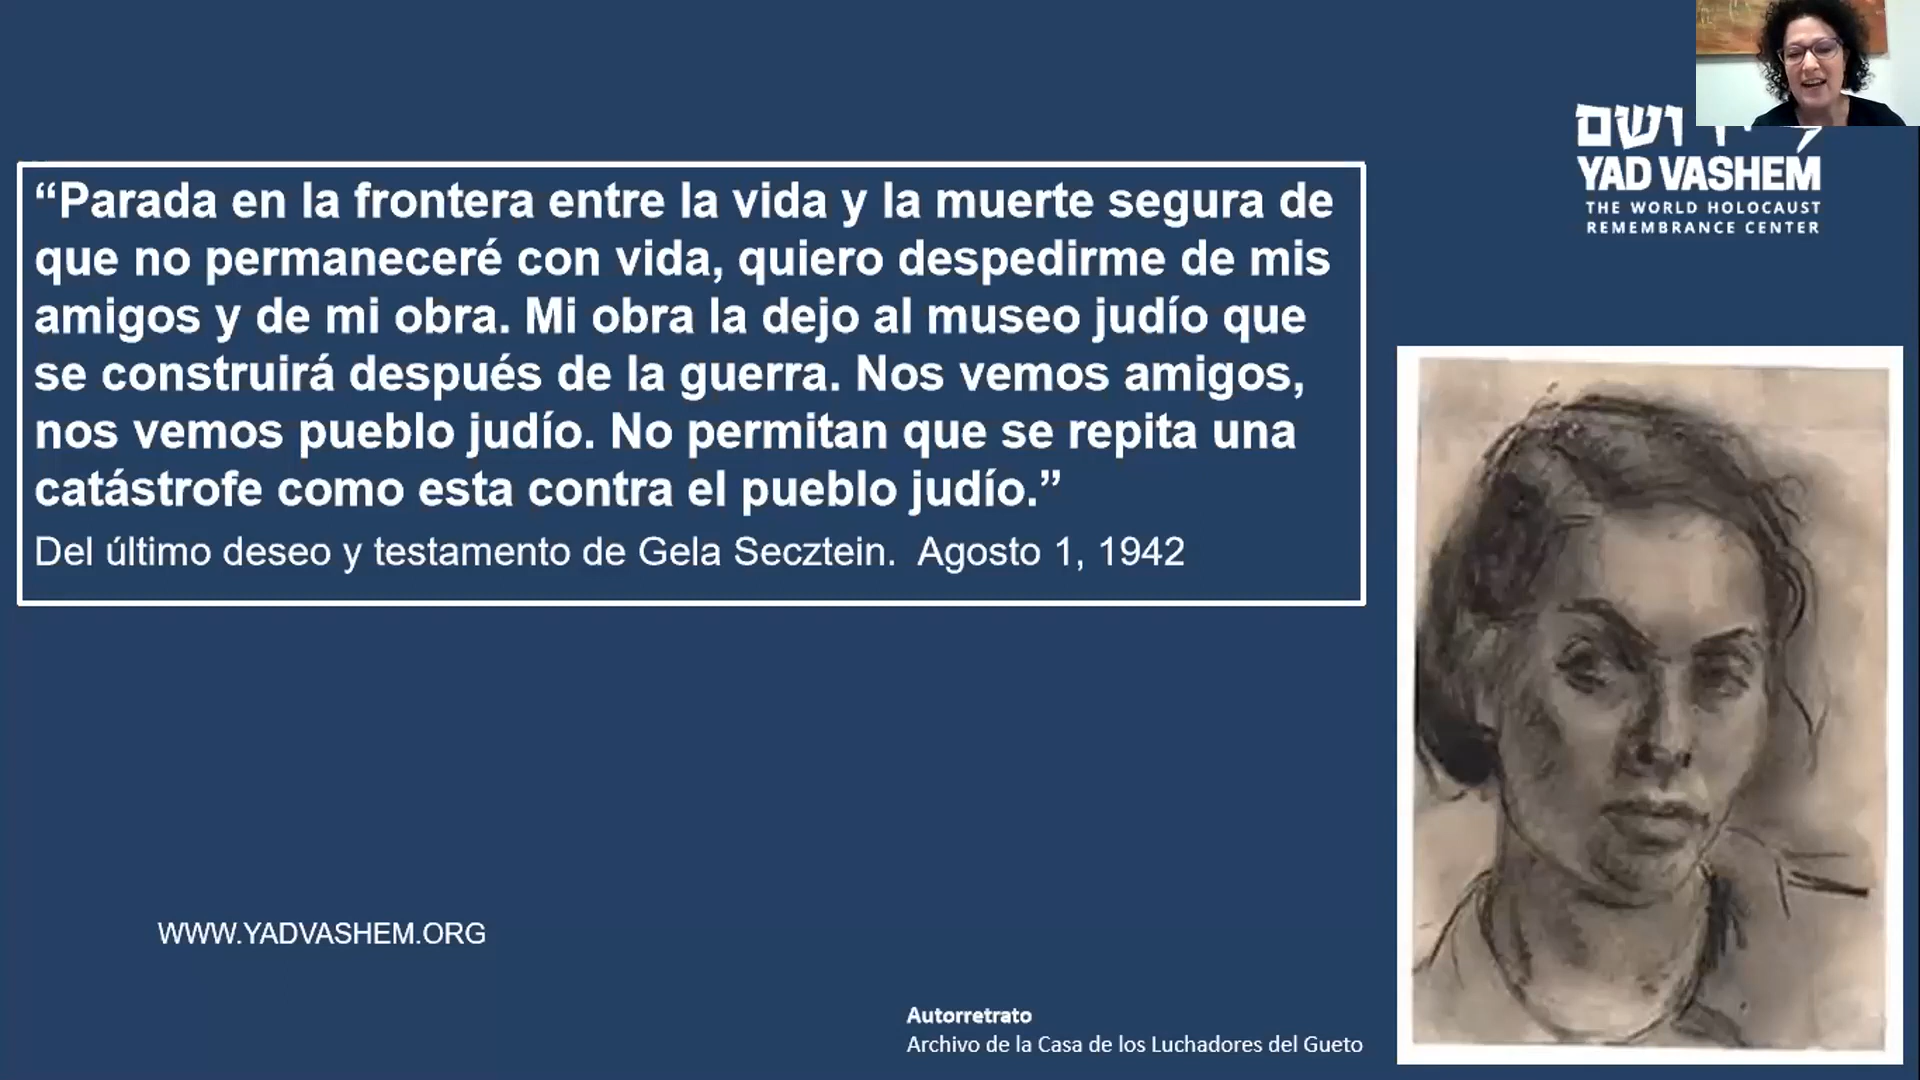 “Parada en la frontera entre la vida y la muerte segura de
que no permaneceré con vida, quiero despedirme de mis
amigos y de mi obra. Mi obra la dejo al museo judío que
se construirá después de la guerra. Nos vemos amigos,
nos vemos pueblo judío. No permitan que se repita una
catástrofe como esta contra el pueblo judío.”
Del último deseo y testamento de Gela Secztein.  Agosto 1, 1942
ושם
YAD VASHEM
THE WORLD HOLOCAUST
REMEMBRANCE CENTER
WWW.YADVASHEM.ORG
Autorretrato
Archivo de la Casa de los Luchadores del Gueto